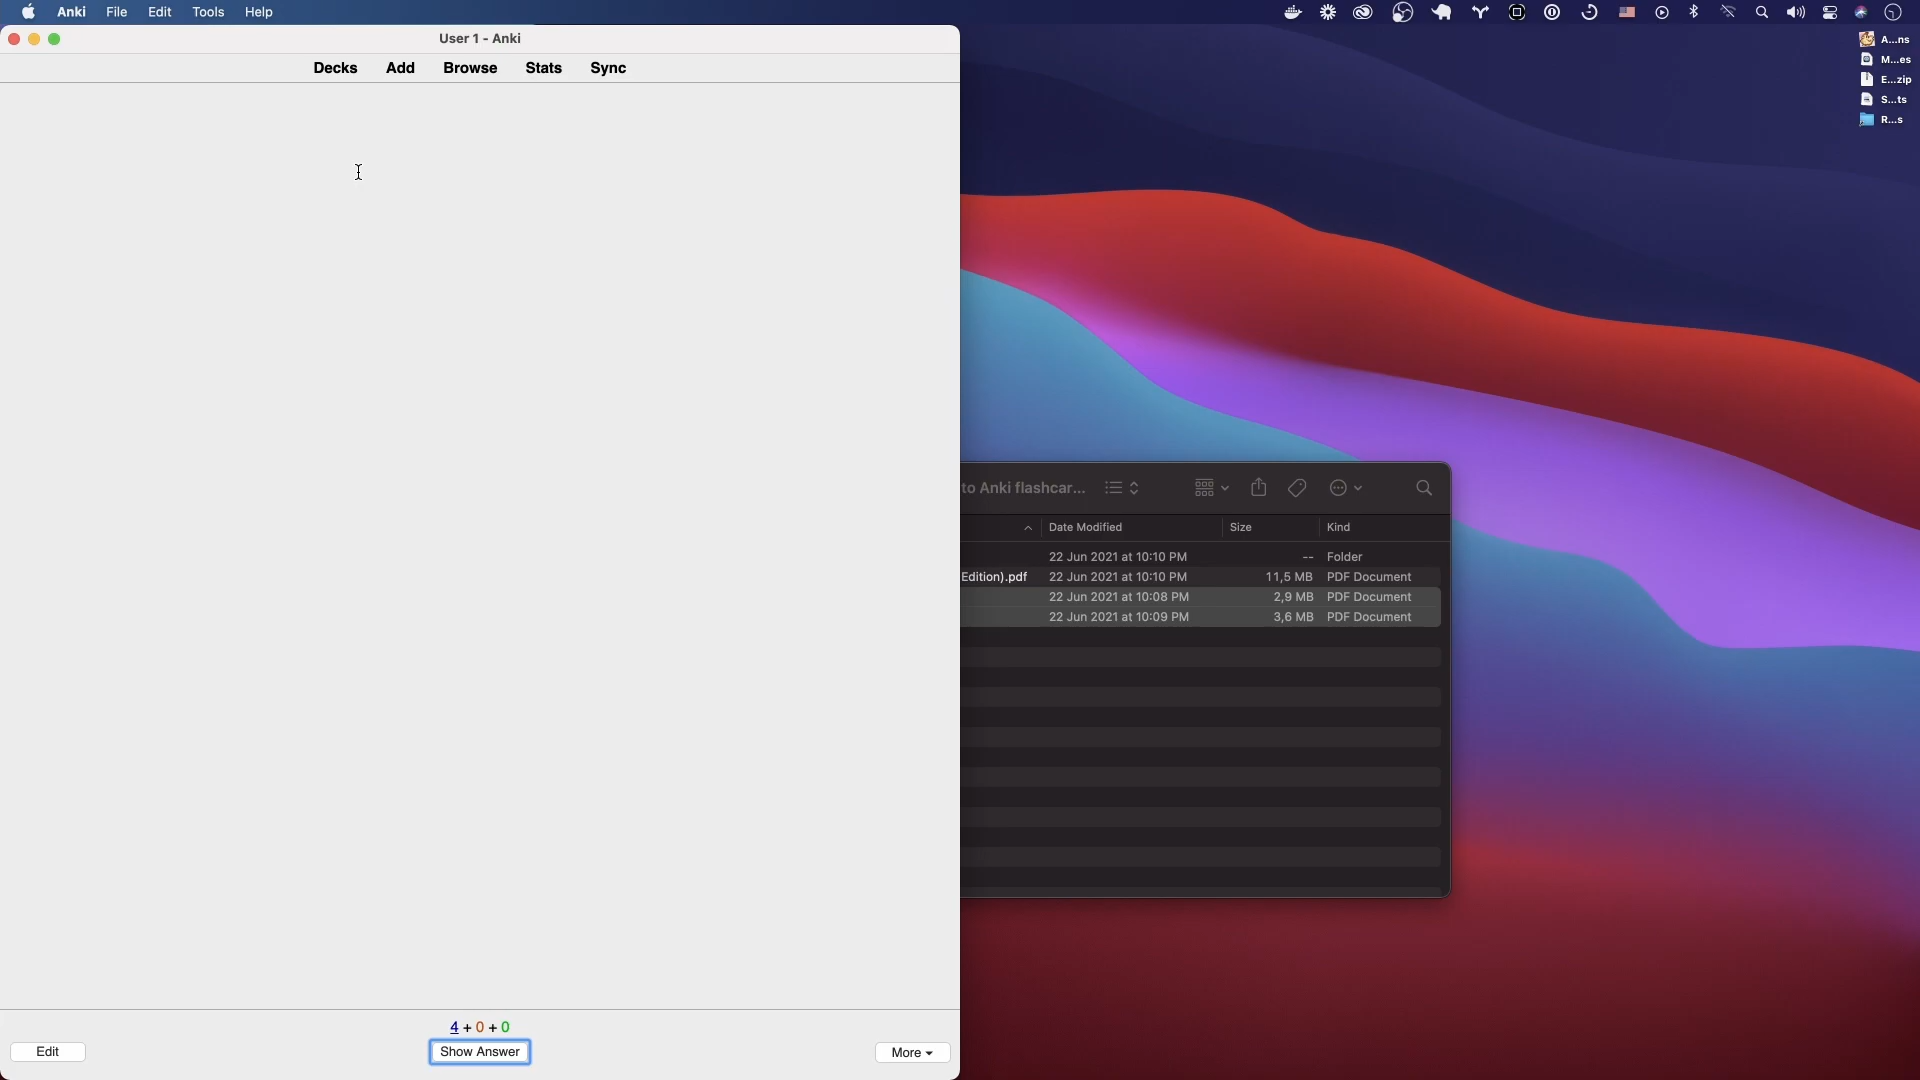 Anki File Edit Tools Help
User 1 - Anki
Decks Add Browse Stats Sync
A...ns
M...es
E...zip
S...ts
R...s
to Anki flashcar...
Date Modified Size Kind
22 Jun 2021 at 10:10 PM -- Folder
Edition).pdf 22 Jun 2021 at 10:10 PM 11,5 MB PDF Document
22 Jun 2021 at 10:08 PM 2,9 MB PDF Document
22 Jun 2021 at 10:09 PM 3,6 MB PDF Document
4 + 0 + 0
Edit Show Answer More